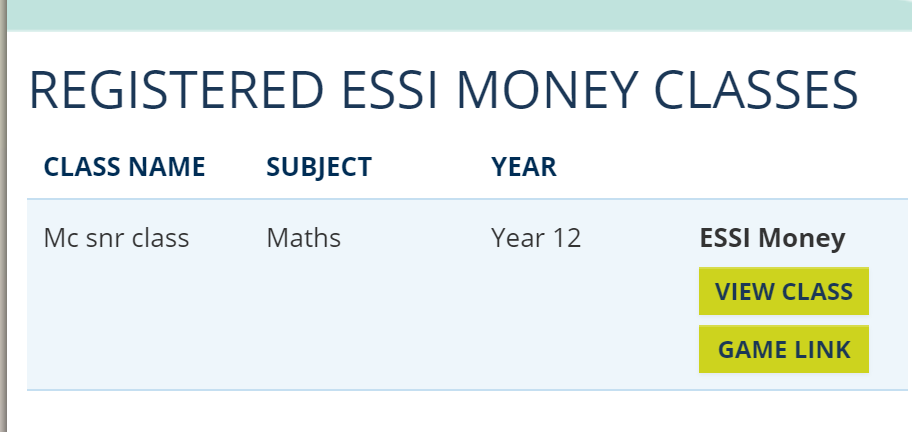 REGISTERED ESSI MONEY CLASSES
CLASS NAME SUBJECT YEAR
Mc snr class Maths Year 12 ESSI Money
VIEW CLASS
GAME LINK